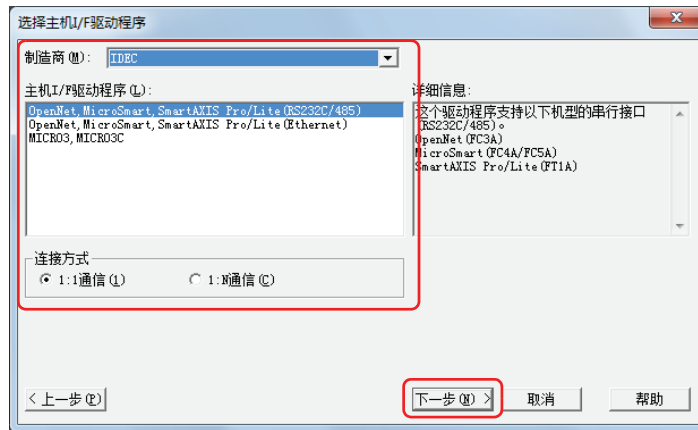 选择主机I/F驱动程序
制造商(M): IDEC
主机I/F驱动程序(L):
OpenNet,MicroSmart,SmartAXIS Pro/Lite(RS232C/485)
OpenNet,MicroSmart,SmartAXIS Pro/Lite(Ethernet)
MICRO3,MICRO3C
详细信息:
这个驱动程序支持以下机型的串行接口
(RS232C/485)。
OpenNet(FC3A)
MicroSmart(FC4A/FC5A)
SmartAXIS Pro/Lite(FT1A)
连接方式
1:1通信(1)
1:N通信(C)
< 上一步(P)
下一步(N) >
取消
帮助